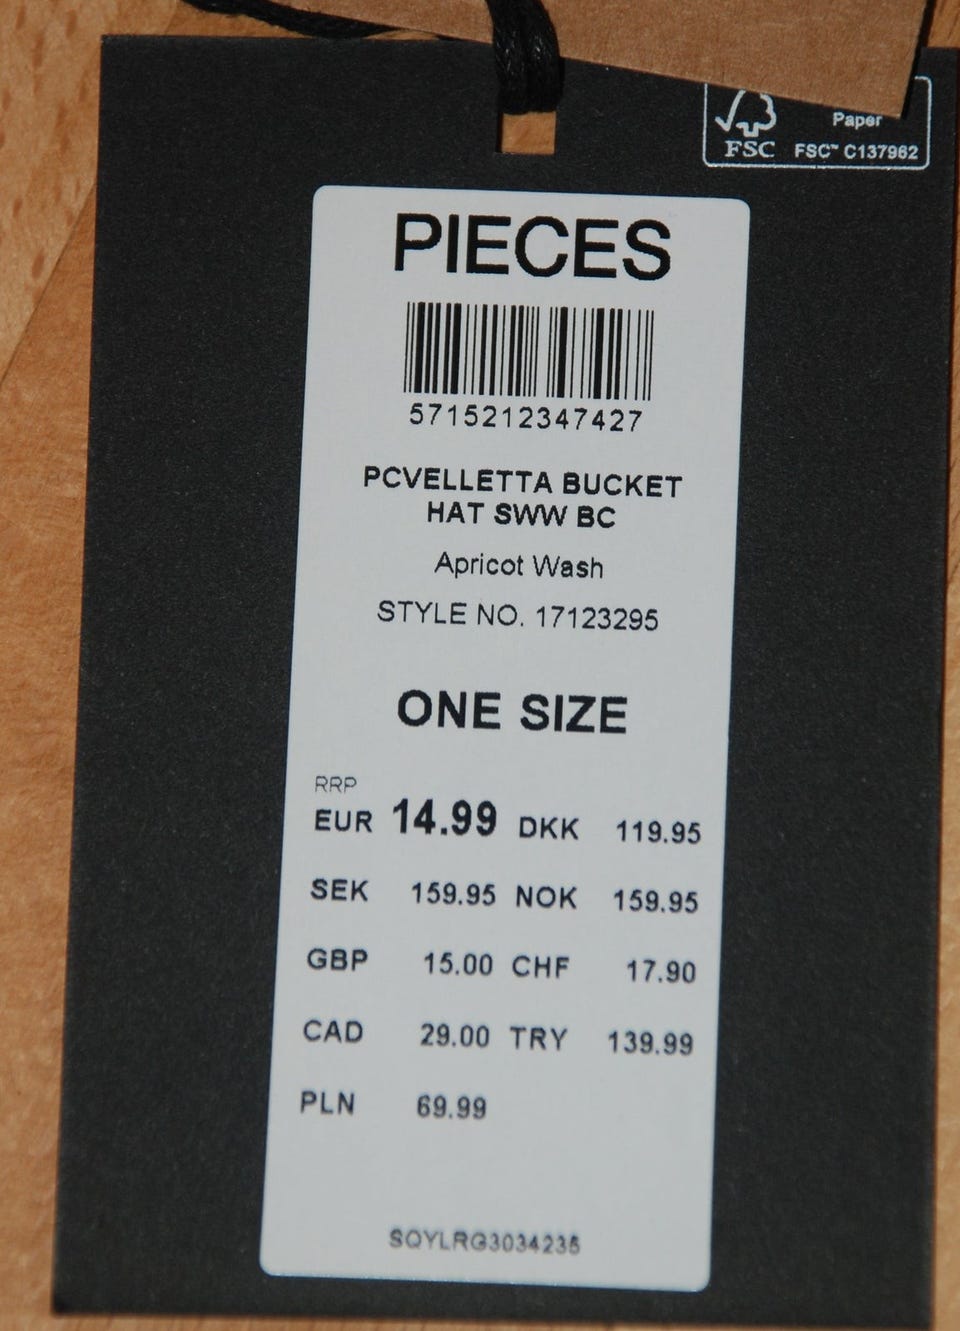 Paper
FSC
FSC™ C137962
PIECES
5715212347427
PCVELLETTA BUCKET
HAT SWW BC
Apricot Wash
STYLE NO. 17123295
ONE SIZE
RRP
EUR 14.99 DKK 119.95
SEK 159.95 NOK 159.95
GBP 15.00 CHF 17.90
CAD 29.00 TRY 139.99
PLN 69.99
SQYLRG3034235